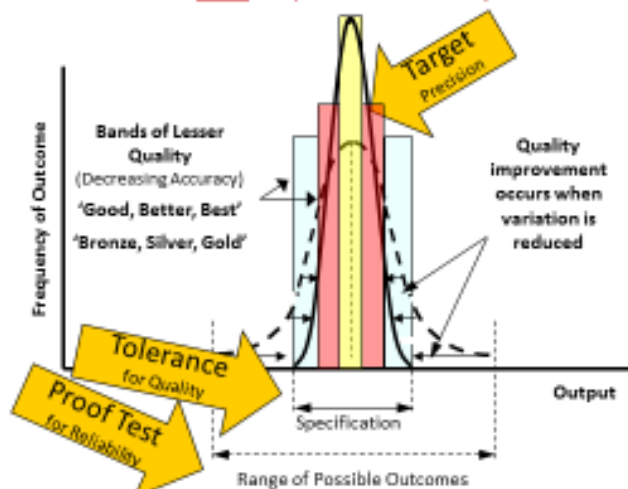 Target
Precision
Frequency of Outcome
Bands of Lesser
Quality
(Decreasing Accuracy)
‘Good, Better, Best’
‘Bronze, Silver, Gold’
Quality
improvement
occurs when
variation is
reduced
Tolerance
for Quality
Proof Test
for Reliability
Output
Specification
Range of Possible Outcomes